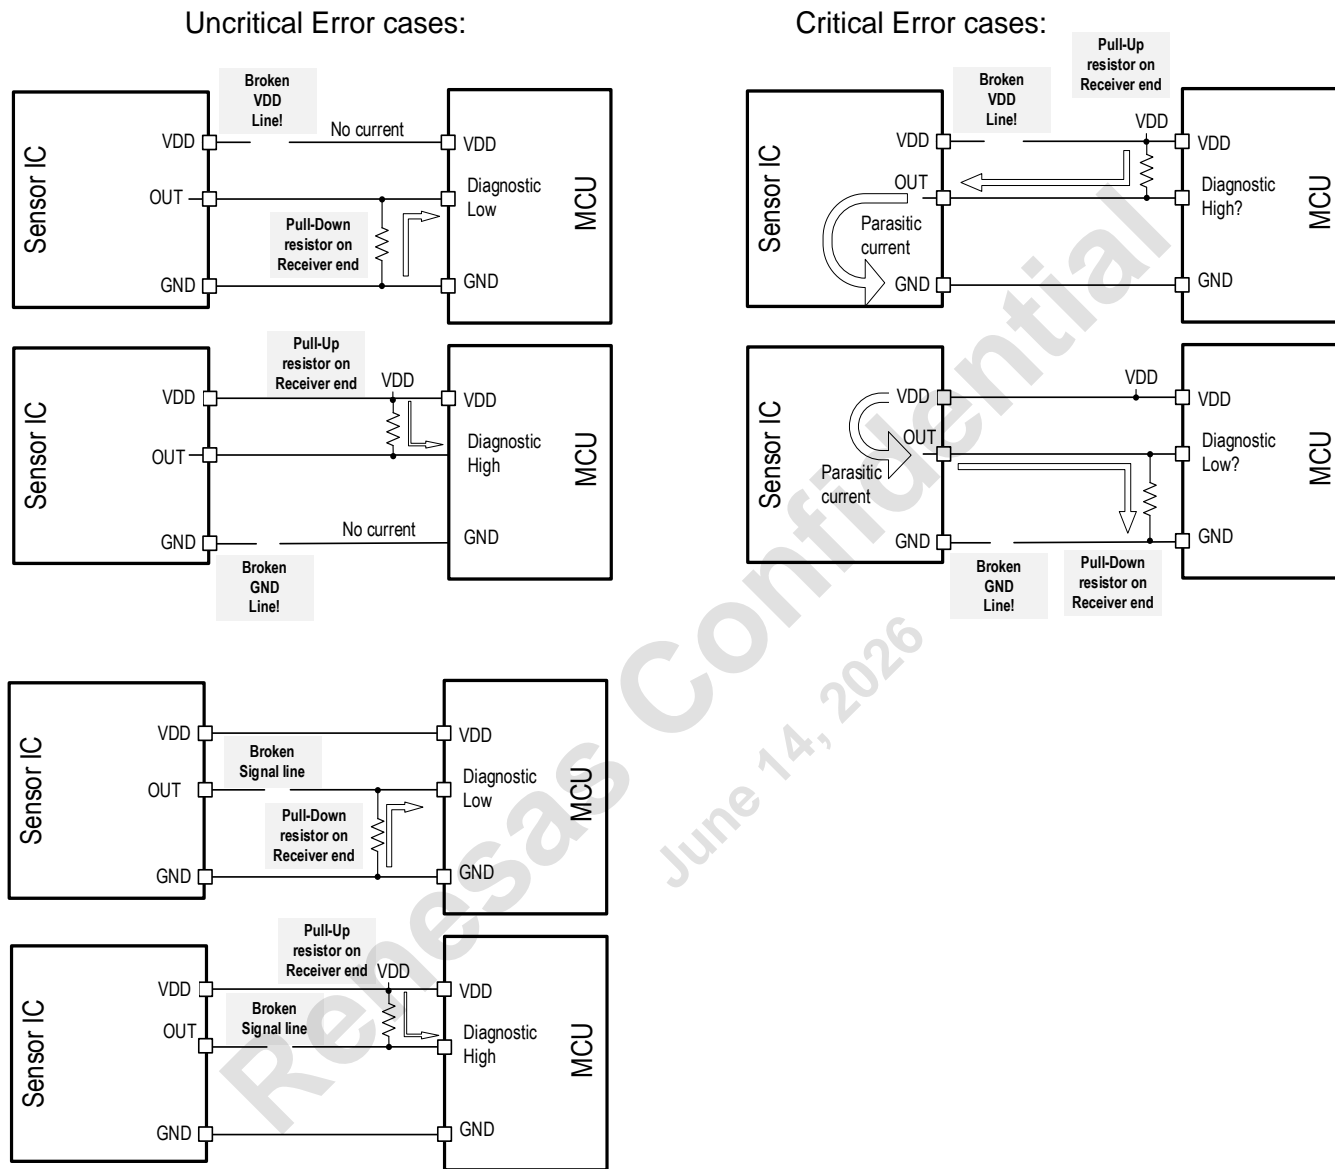 Uncritical Error cases:
Critical Error cases:
Sensor IC
VDD
OUT
GND
Broken
VDD
Line!
No current
Pull-Down
resistor on
Receiver end
VDD
Diagnostic
Low
GND
MCU
Sensor IC
VDD
OUT
GND
Broken
VDD
Line!
Pull-Up
resistor on
Receiver end
VDD
Parasitic
current
VDD
Diagnostic
High?
GND
MCU
Sensor IC
VDD
OUT
GND
Pull-Up
resistor on
Receiver end
VDD
No current
Broken
GND
Line!
VDD
Diagnostic
High
GND
MCU
Sensor IC
VDD
OUT
GND
Parasitic
current
VDD
Broken
GND
Line!
Pull-Down
resistor on
Receiver end
VDD
Diagnostic
Low?
GND
MCU
Sensor IC
VDD
OUT
GND
Broken
Signal line
Pull-Down
resistor on
Receiver end
VDD
Diagnostic
Low
GND
MCU
Sensor IC
VDD
OUT
GND
Pull-Up
resistor on
Receiver end
VDD
Broken
Signal line
VDD
Diagnostic
High
GND
MCU
Renesas Confidential
June 14, 2026